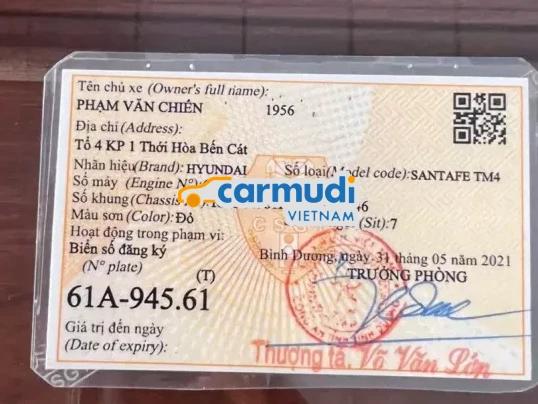 Tên chủ xe (Owner's full name):
PHẠM VĂN CHIẾN 1956
Địa chỉ (Address):
Tổ 4 KP 1 Thới Hòa Bến Cát
Nhãn hiệu (Brand): HYUNDAI Số loại (Model code): SANTAFE TM4
Số máy (Engine N°)
Số khung (Chassis
carmudi
VIETNAM
46
Màu sơn (Color): Đỏ (Sit): 7
Hoạt động trong phạm vi:
Biển số đăng ký
(N° plate) (T)
Bình Dương, ngày 31 tháng 05 năm 2021
TRƯỞNG PHÒNG
61A-945.61
Giá trị đến ngày
(Date of expiry):
Thượng tá, Võ Văn Lớn